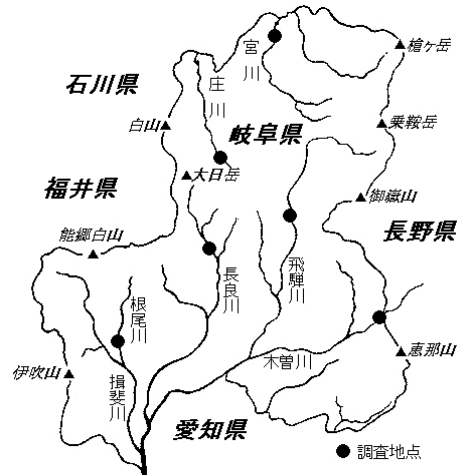 宮川
槍ヶ岳
石川県
庄川
白山
岐阜県
乗鞍岳
大日岳
福井県
御嶽山
長野県
能郷白山
飛騨川
長良川
根尾川
木曽川
恵那山
伊吹山
揖斐川
愛知県
調査地点